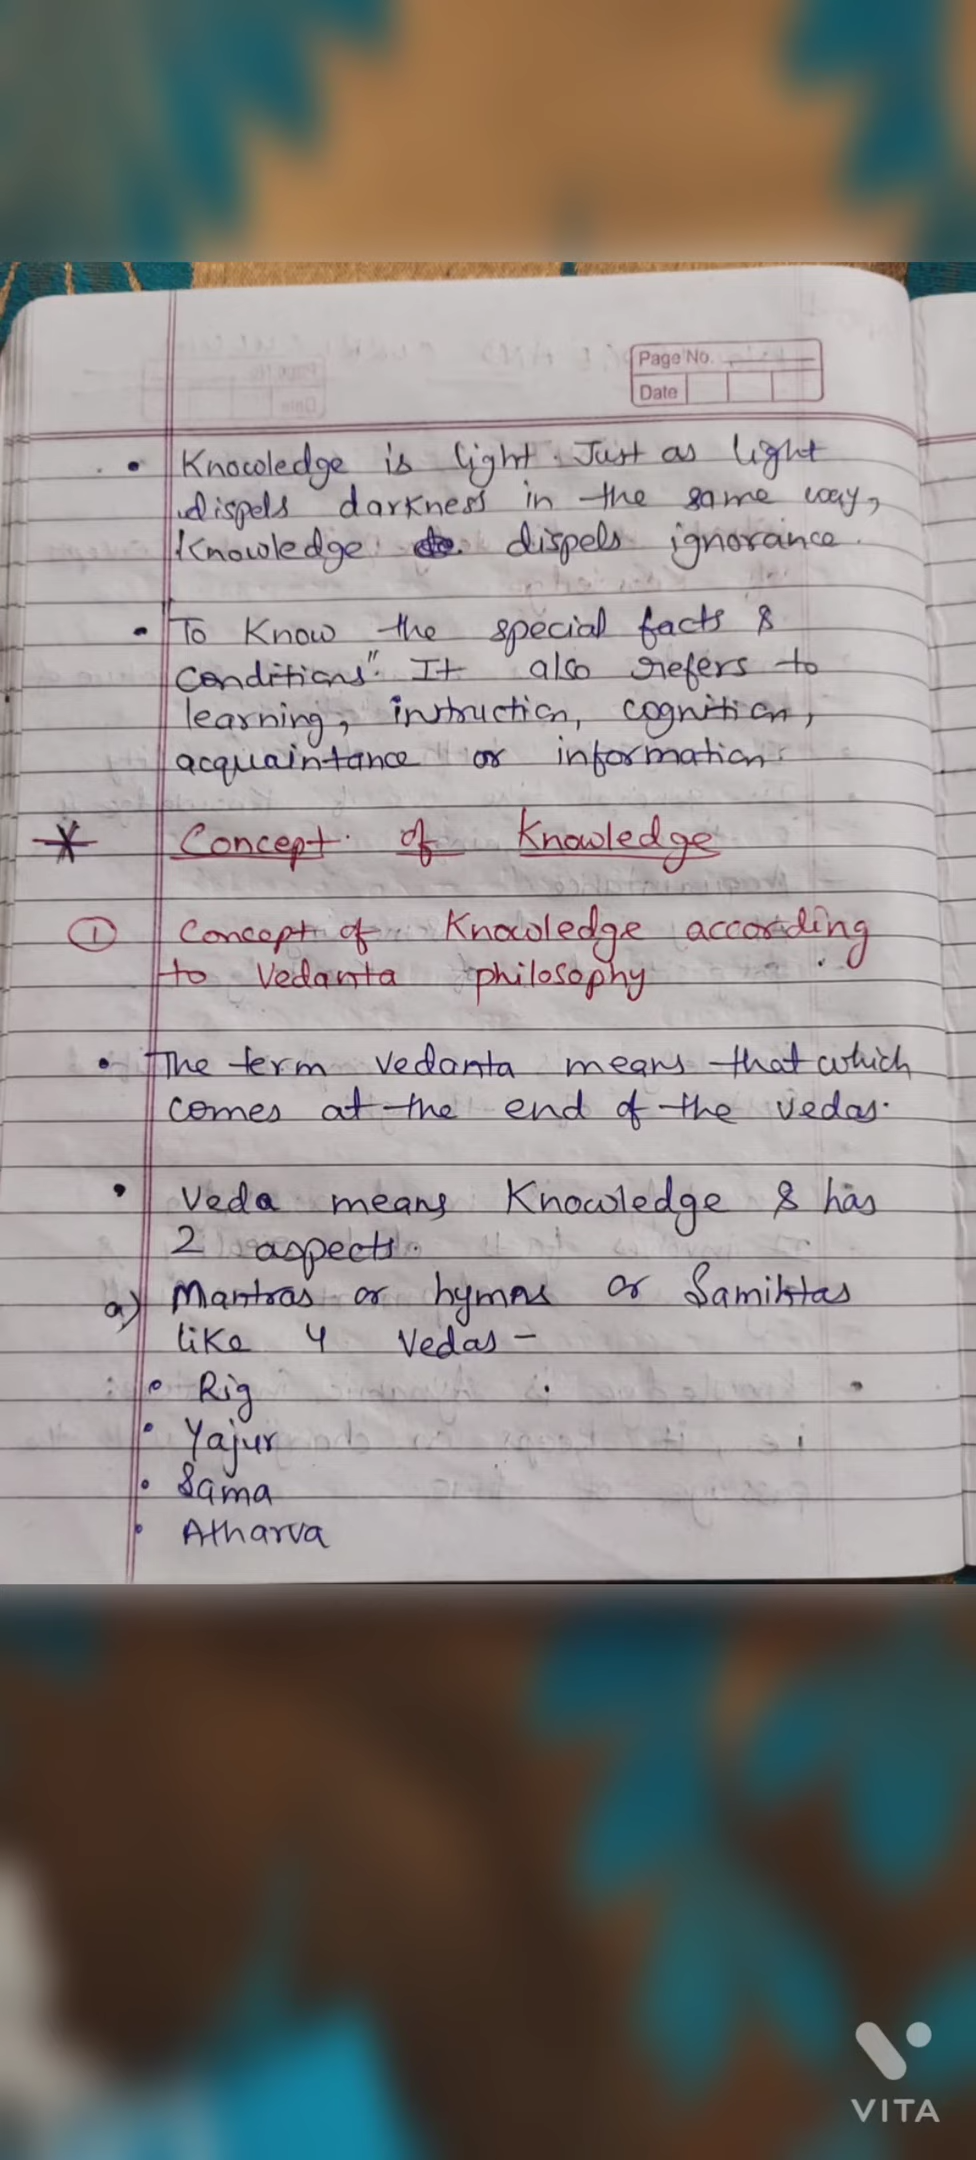 Page No.
Date
• Knowledge is light. Just as light
dispels darkness in the same way,
Knowledge dispels ignorance.
• To Know the special facts &
conditions". It also refers to
learning, instruction, cognition,
acquaintance or information.
* Concept of Knowledge
① Concept of Knowledge according
to Vedanta philosophy
• The term vedanta means that which
comes at the end of the vedas.
• Veda means Knowledge & has
2 aspects.
a) Mantras or hymns or Samihtas
like 4 Vedas -
• Rig
• Yajur
• Sama
• Atharva
VITA